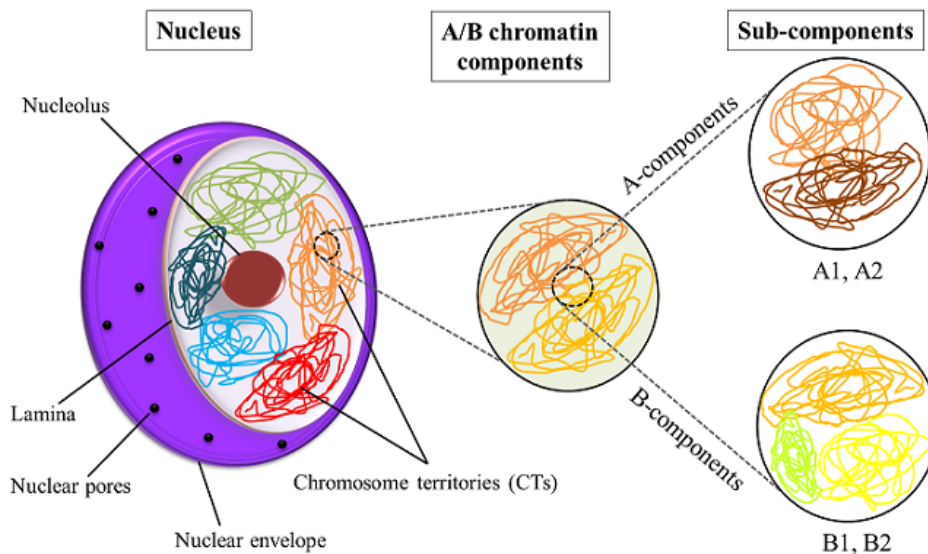 Nucleus
A/B chromatin
components
Sub-components
Nucleolus
A-components
A1, A2
Lamina
B-components
Nuclear pores
Chromosome territories (CTs)
Nuclear envelope
B1, B2